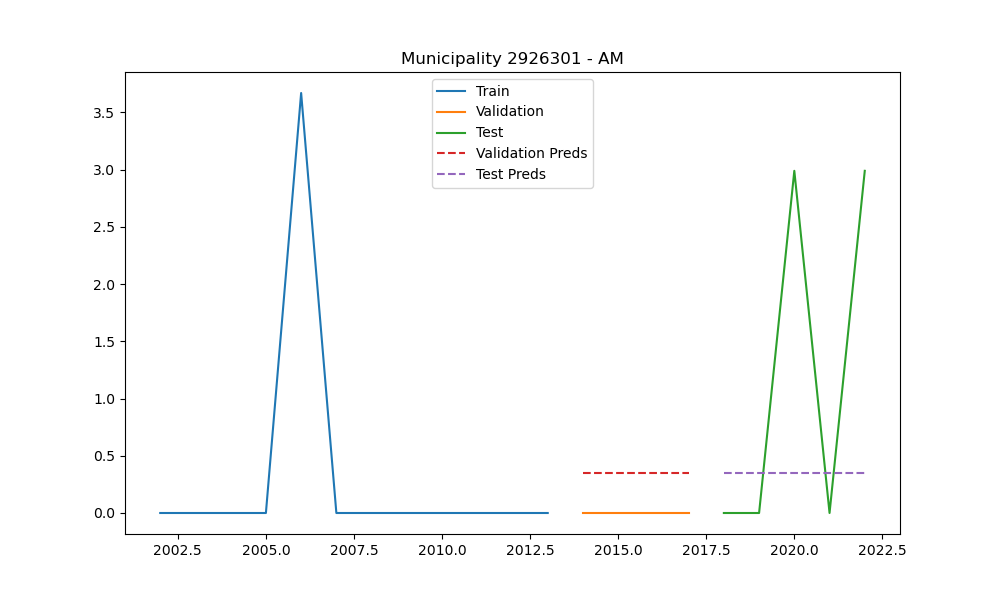 Municipality 2926301 - AM
Train
Validation
Test
Validation Preds
Test Preds
3.5
3.0
2.5
2.0
1.5
1.0
0.5
0.0
2002.5 2005.0 2007.5 2010.0 2012.5 2015.0 2017.5 2020.0 2022.5